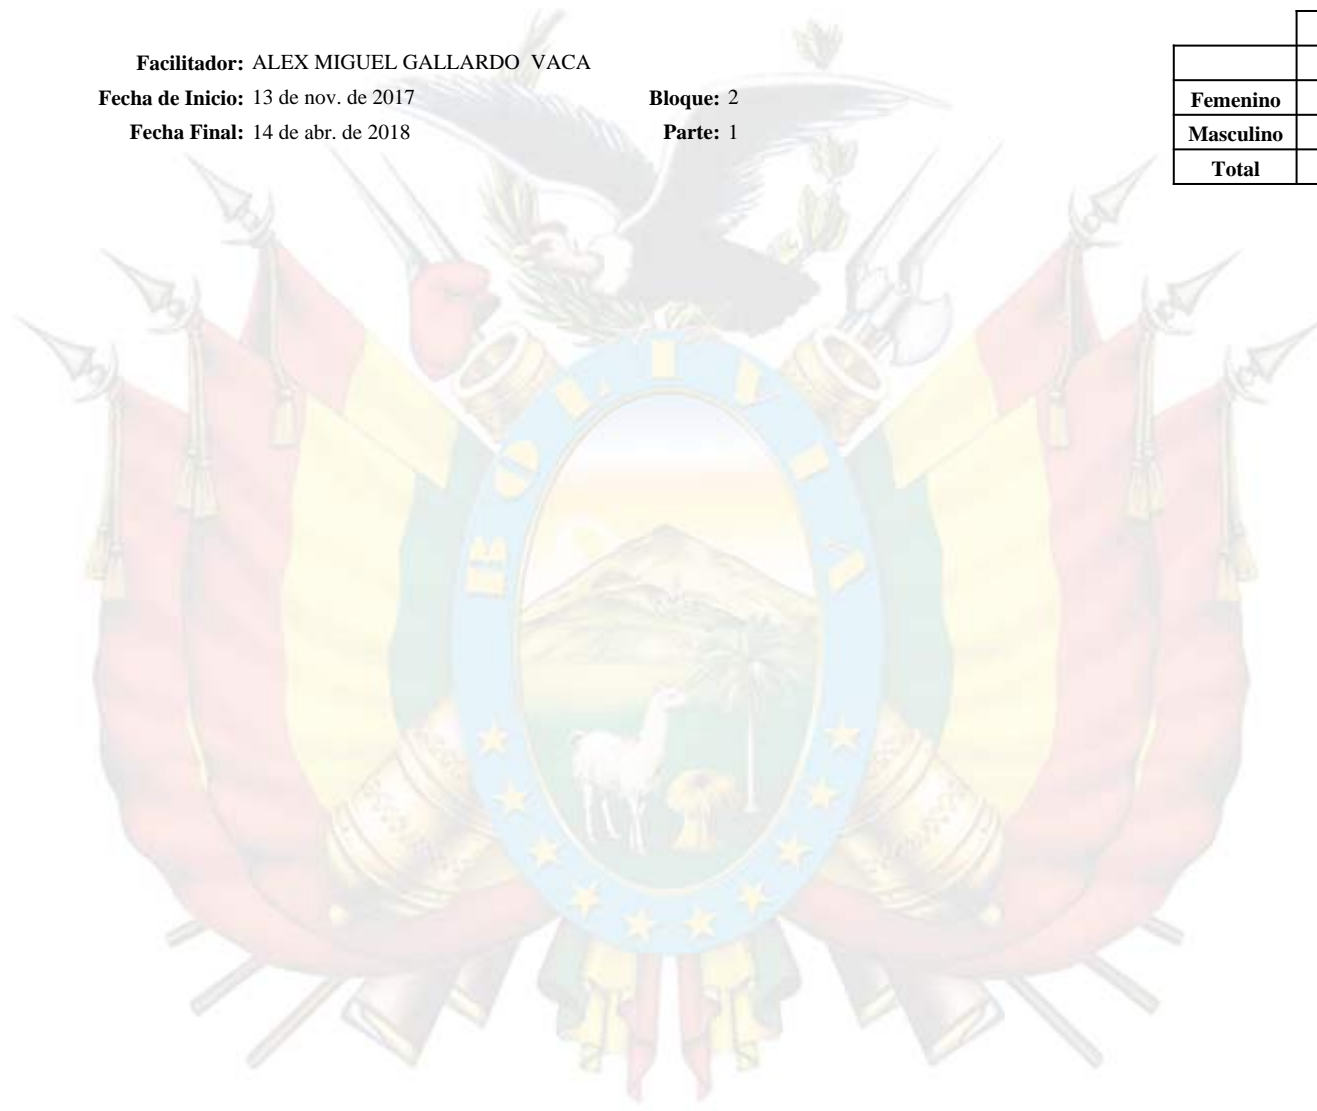 Facilitador: ALEX MIGUEL GALLARDO VACA
Fecha de Inicio: 13 de nov. de 2017 Bloque: 2
Fecha Final: 14 de abr. de 2018 Parte: 1
Femenino
Masculino
Total
BOLIVIA